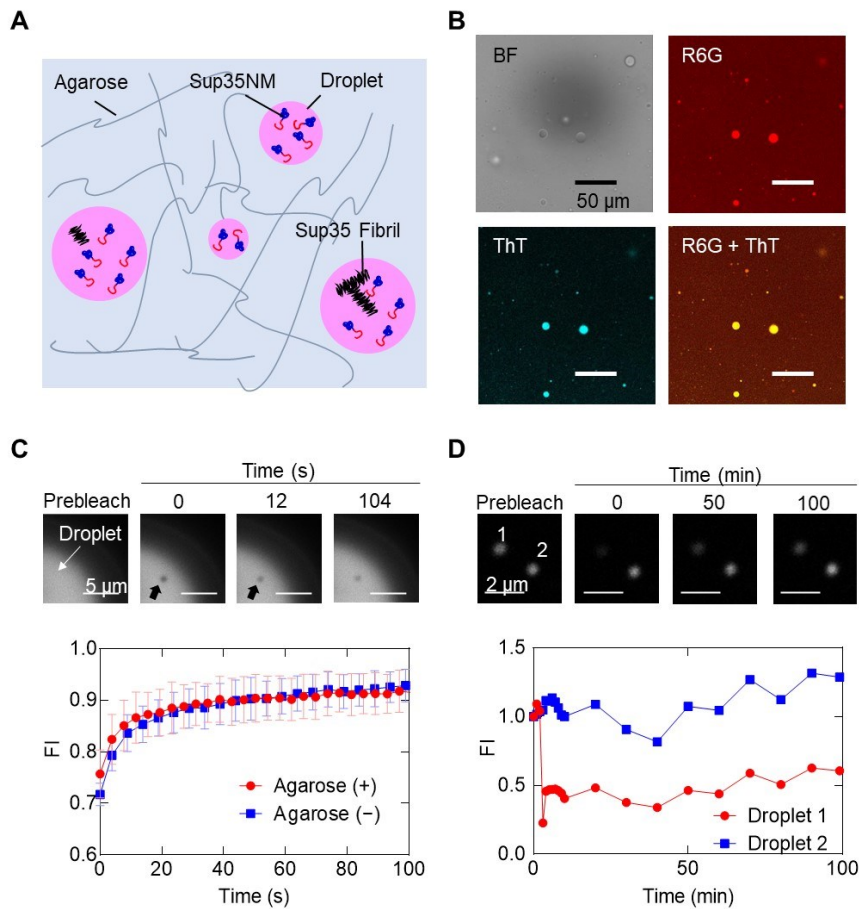 A
Agarose
Sup35NM
Droplet
Sup35 Fibril
B
BF
50 μm
R6G
ThT
R6G + ThT
C
Time (s)
Prebleach 0 12 104
Droplet
5 μm
1.0
0.9
0.8
0.7
0.6
FI
Agarose (+)
Agarose (−)
0 20 40 60 80 100
Time (s)
D
Time (min)
Prebleach 0 50 100
1
2
2 μm
1.5
1.0
0.5
0.0
FI
Droplet 1
Droplet 2
0 50 100
Time (min)